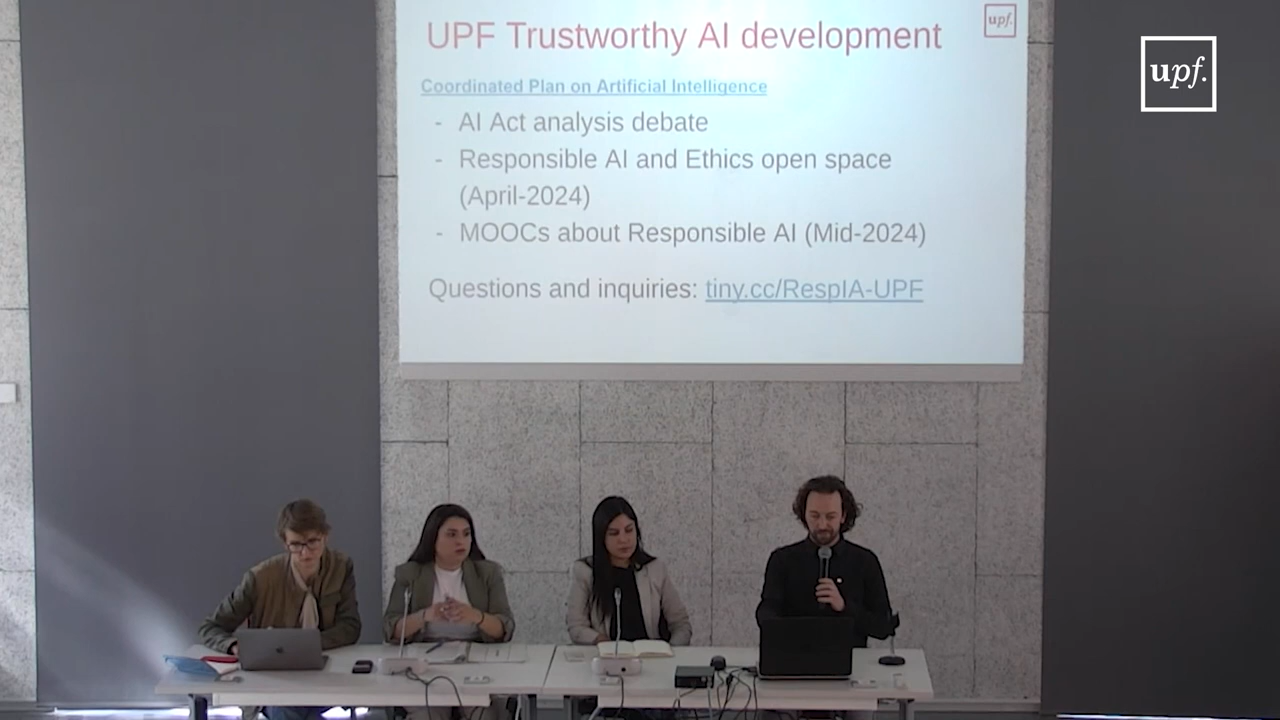 UPF Trustworthy AI development
upf.
upf.
Coordinated Plan on Artificial Intelligence
- AI Act analysis debate
- Responsible AI and Ethics open space
(April-2024)
- MOOCs about Responsible AI (Mid-2024)
Questions and inquiries: tiny.cc/RespIA-UPF